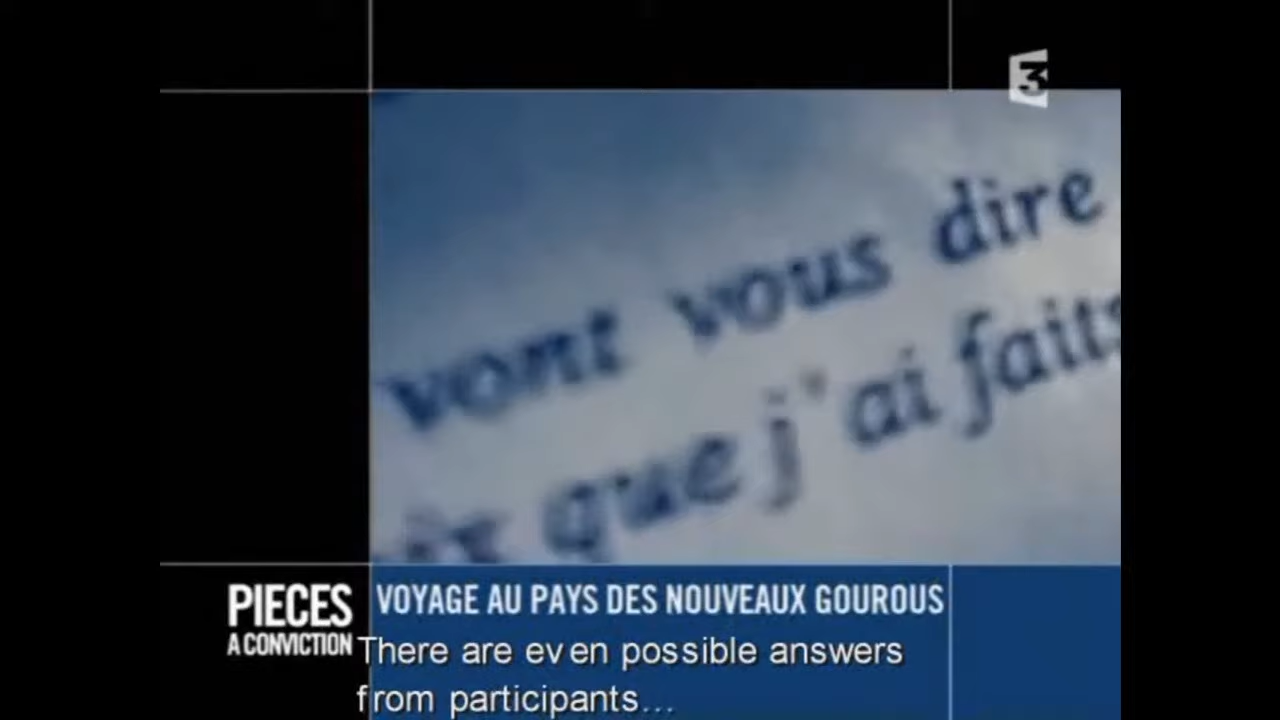 3
vont vous dire
que j'ai faits
PIECES
A CONVICTION
VOYAGE AU PAYS DES NOUVEAUX GOUROUS
There are even possible answers
from participants...